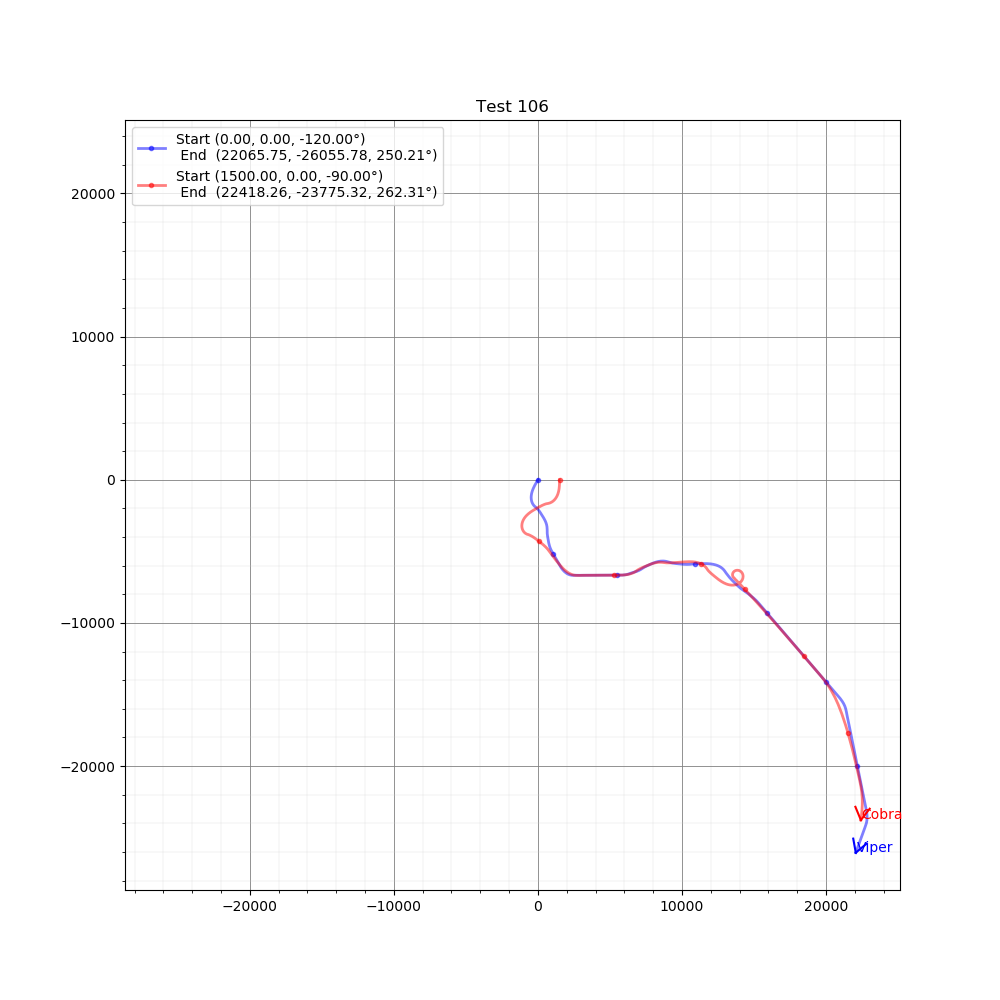 Test 106
Start (0.00, 0.00, -120.00°)
End (22065.75, -26055.78, 250.21°)
Start (1500.00, 0.00, -90.00°)
End (22418.26, -23775.32, 262.31°)
20000
10000
0
−10000
−20000
Cobra
Viper
−20000 −10000 0 10000 20000